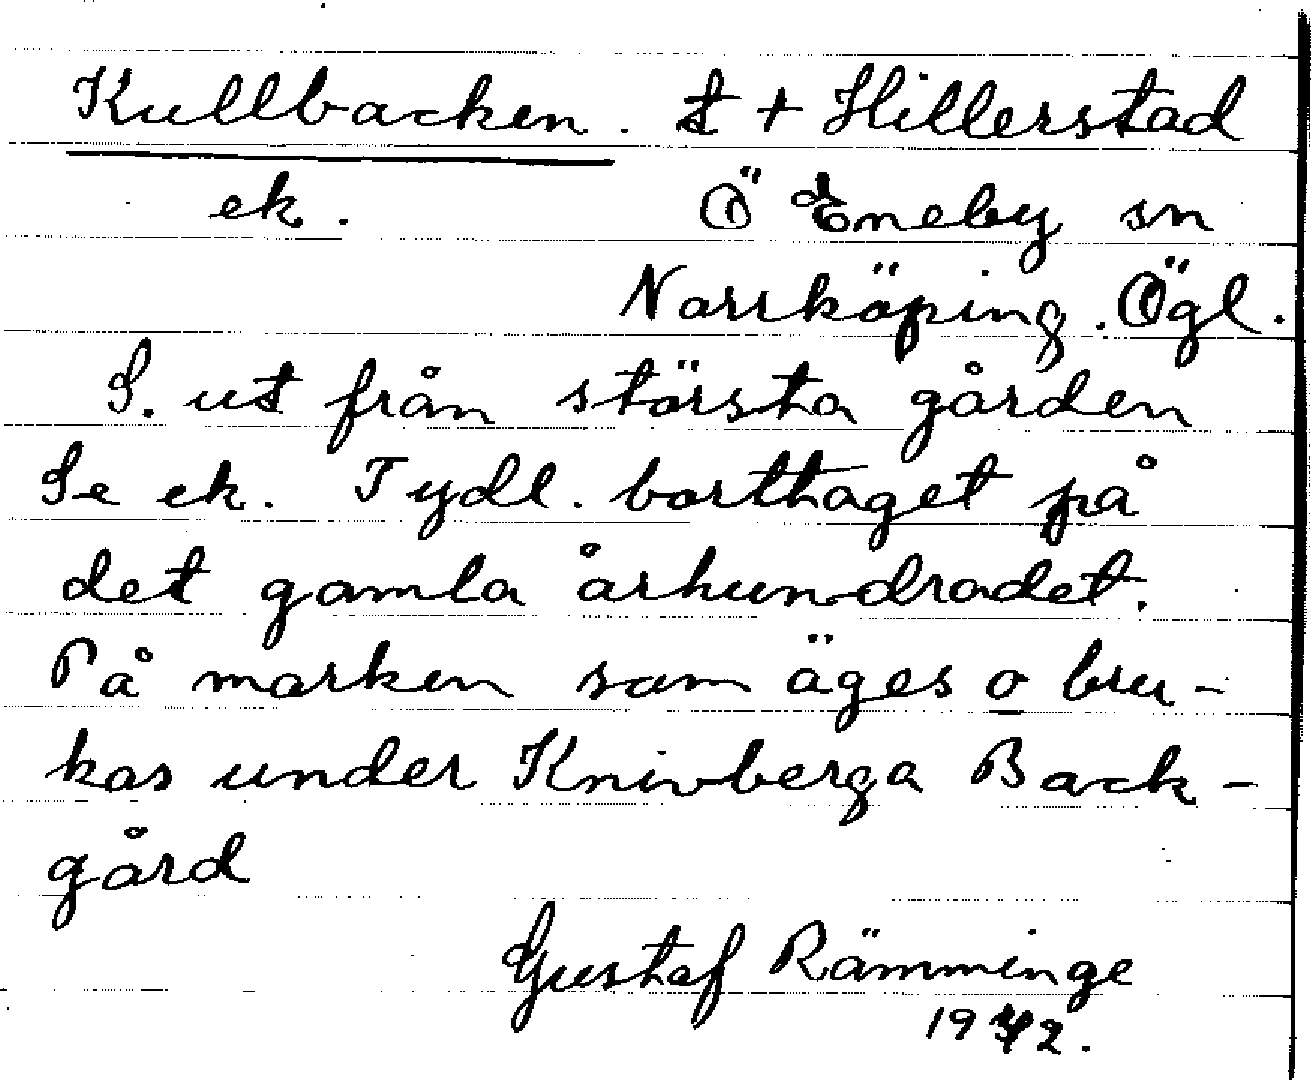 Kullbacken. t + Hillerstad
ek. Ö Eneby sn
Norrköping. Ögl.
S. ut från största gården
Se ek. Tydl. borttaget på
det gamla århundradet.
På marken som äges o bru-
kas under Knivberga Back-
gård
Gustaf Rämminge
1942.